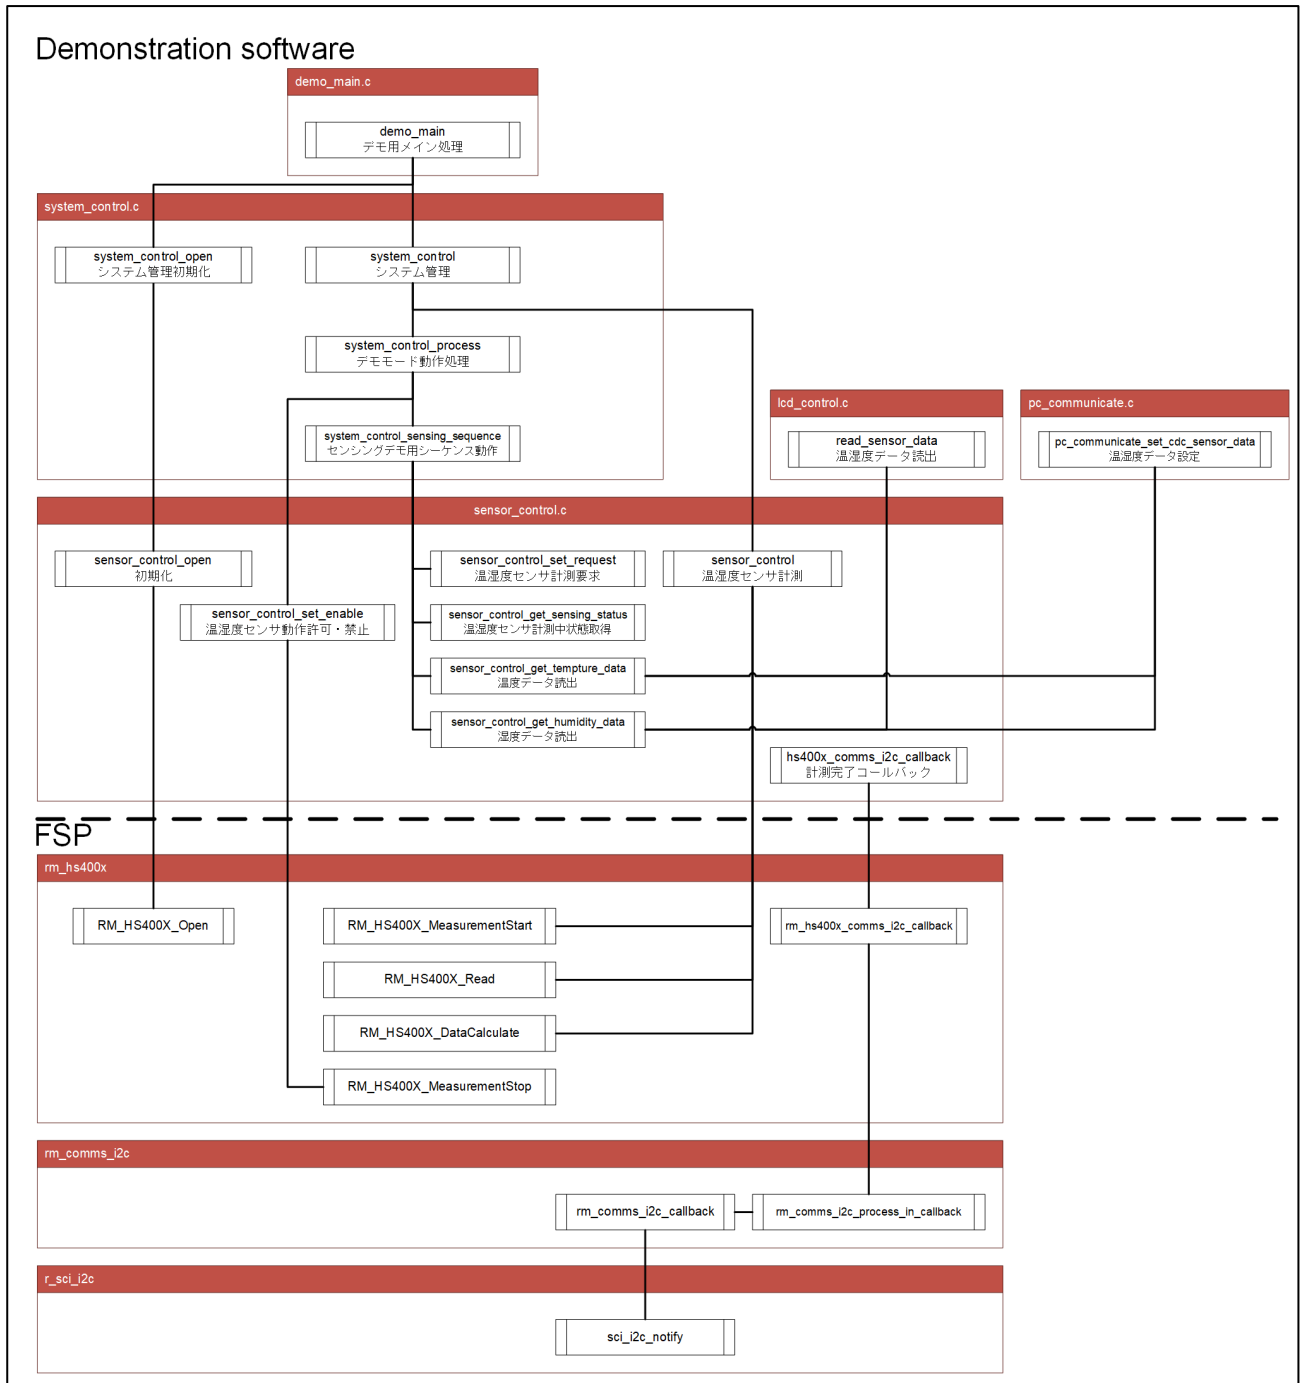 Demonstration software
demo_main.c
demo_main
デモ用メイン処理
system_control.c
system_control_open
システム管理初期化
system_control
システム管理
system_control_process
デモモード動作処理
system_control_sensing_sequence
センシングデモ用シーケンス動作
lcd_control.c
read_sensor_data
温湿度データ読出
pc_communicate.c
pc_communicate_set_cdc_sensor_data
温湿度データ設定
sensor_control.c
sensor_control_open
初期化
sensor_control_set_request
温湿度センサ計測要求
sensor_control
温湿度センサ計測
sensor_control_set_enable
温湿度センサ動作許可・禁止
sensor_control_get_sensing_status
温湿度センサ計測中状態取得
sensor_control_get_tempture_data
温度データ読出
sensor_control_get_humidity_data
湿度データ読出
hs400x_comms_i2c_callback
計測完了コールバック
FSP
rm_hs400x
RM_HS400X_Open
RM_HS400X_MeasurementStart
rm_hs400x_comms_i2c_callback
RM_HS400X_Read
RM_HS400X_DataCalculate
RM_HS400X_MeasurementStop
rm_comms_i2c
rm_comms_i2c_callback
rm_comms_i2c_process_in_callback
r_sci_i2c
sci_i2c_notify